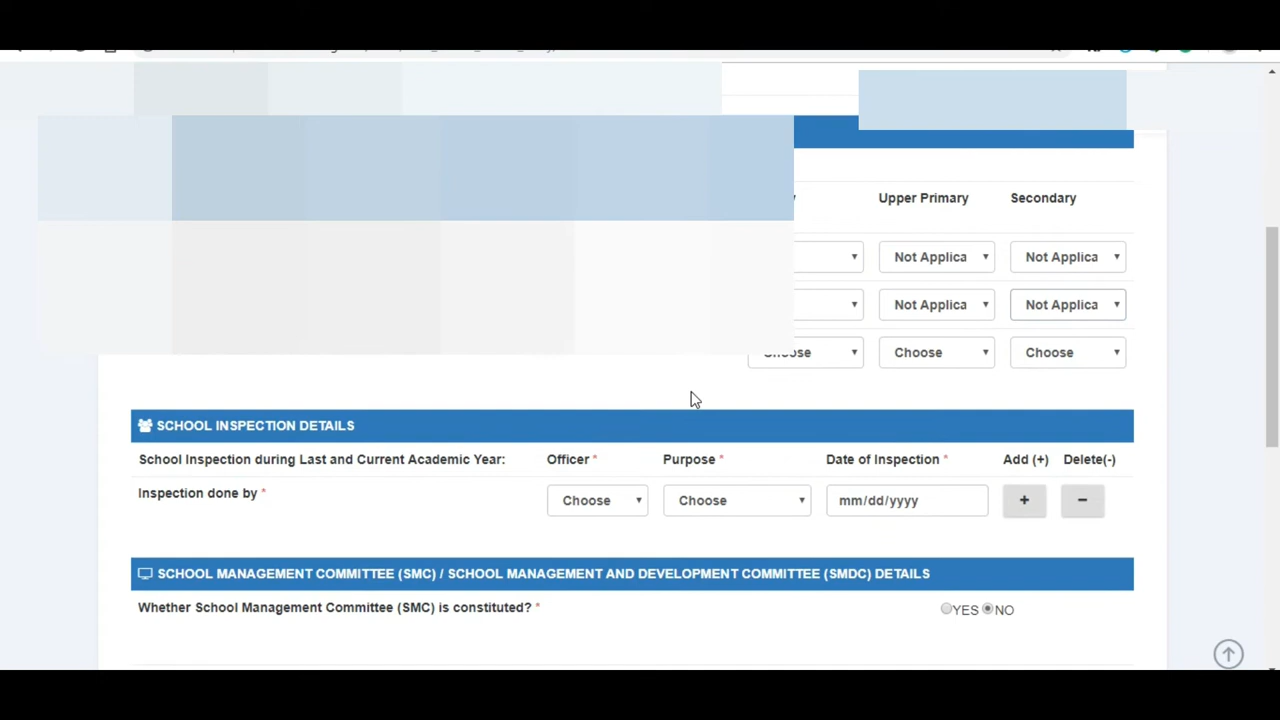 Upper Primary Secondary
Not Applica Not Applica
Not Applica Not Applica
Choose Choose Choose
SCHOOL INSPECTION DETAILS
School Inspection during Last and Current Academic Year: Officer * Purpose * Date of Inspection * Add (+) Delete(-)
Inspection done by * Choose Choose mm/dd/yyyy + −
SCHOOL MANAGEMENT COMMITTEE (SMC) / SCHOOL MANAGEMENT AND DEVELOPMENT COMMITTEE (SMDC) DETAILS
Whether School Management Committee (SMC) is constituted? * YES NO